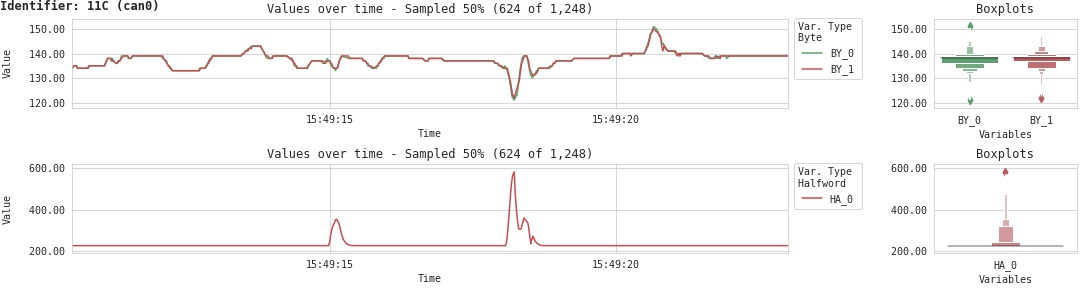 Identifier: 11C (can0)
Values over time - Sampled 50% (624 of 1,248)
Boxplots
150.00
140.00
130.00
120.00
Value
15:49:15
15:49:20
Time
Var. Type
Byte
BY_0
BY_1
150.00
140.00
130.00
120.00
BY_0
BY_1
Variables
Values over time - Sampled 50% (624 of 1,248)
Boxplots
600.00
400.00
200.00
Value
15:49:15
15:49:20
Time
Var. Type
Halfword
HA_0
600.00
400.00
200.00
HA_0
Variables